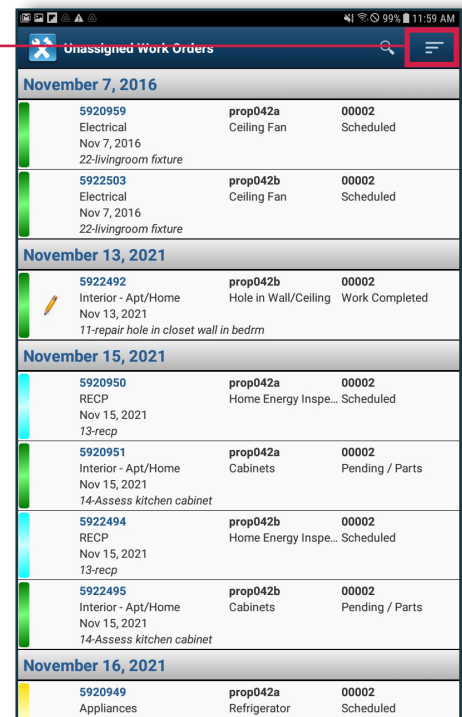 99% 11:59 AM
Unassigned Work Orders
November 7, 2016
5920959 prop042a 00002
Electrical Ceiling Fan Scheduled
Nov 7, 2016
22-livingroom fixture
5922503 prop042b 00002
Electrical Ceiling Fan Scheduled
Nov 7, 2016
22-livingroom fixture
November 13, 2021
5922492 prop042b 00002
Interior - Apt/Home Hole in Wall/Ceiling Work Completed
Nov 13, 2021
11-repair hole in closet wall in bedrm
November 15, 2021
5920950 prop042a 00002
RECP Home Energy Inspe... Scheduled
Nov 15, 2021
13-recp
5920951 prop042a 00002
Interior - Apt/Home Cabinets Pending / Parts
Nov 15, 2021
14-Assess kitchen cabinet
5922494 prop042b 00002
RECP Home Energy Inspe... Scheduled
Nov 15, 2021
13-recp
5922495 prop042b 00002
Interior - Apt/Home Cabinets Pending / Parts
Nov 15, 2021
14-Assess kitchen cabinet
November 16, 2021
5920949 prop042a 00002
Appliances Refrigerator Scheduled